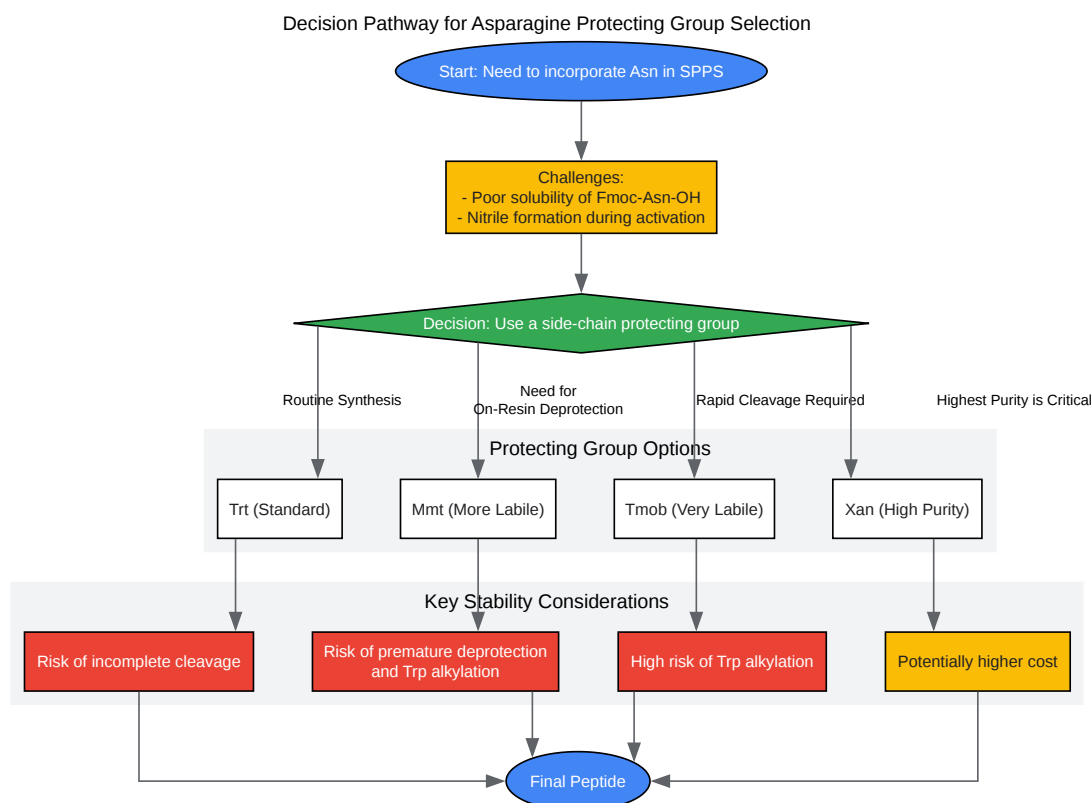 Decision Pathway for Asparagine Protecting Group Selection
Start: Need to incorporate Asn in SPPS
Challenges:
- Poor solubility of Fmoc-Asn-OH
- Nitrile formation during activation
Decision: Use a side-chain protecting group
Routine Synthesis
Need for
On-Resin Deprotection
Rapid Cleavage Required
Highest Purity is Critical
Protecting Group Options
Trt (Standard)
Mmt (More Labile)
Tmob (Very Labile)
Xan (High Purity)
Key Stability Considerations
Risk of incomplete cleavage
Risk of premature deprotection
and Trp alkylation
High risk of Trp alkylation
Potentially higher cost
Final Peptide